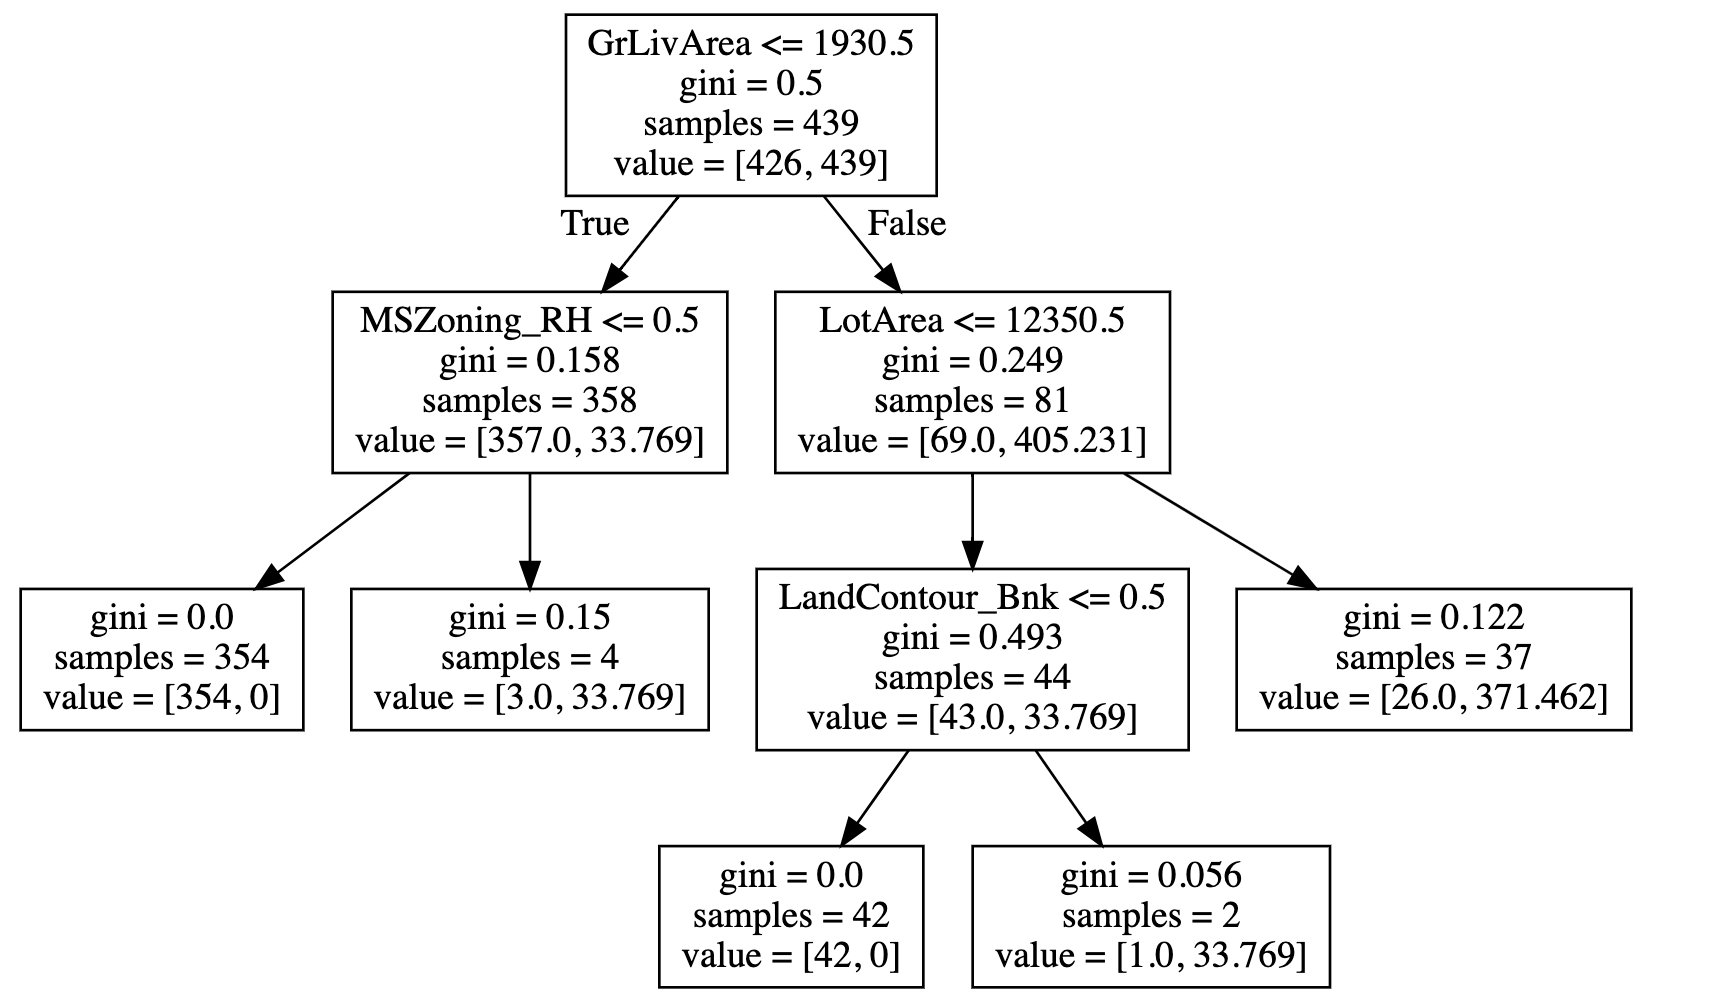 GrLivArea <= 1930.5
gini = 0.5
samples = 439
value = [426, 439]
True
False
MSZoning_RH <= 0.5
gini = 0.158
samples = 358
value = [357.0, 33.769]
LotArea <= 12350.5
gini = 0.249
samples = 81
value = [69.0, 405.231]
gini = 0.0
samples = 354
value = [354, 0]
gini = 0.15
samples = 4
value = [3.0, 33.769]
LandContour_Bnk <= 0.5
gini = 0.493
samples = 44
value = [43.0, 33.769]
gini = 0.122
samples = 37
value = [26.0, 371.462]
gini = 0.0
samples = 42
value = [42, 0]
gini = 0.056
samples = 2
value = [1.0, 33.769]